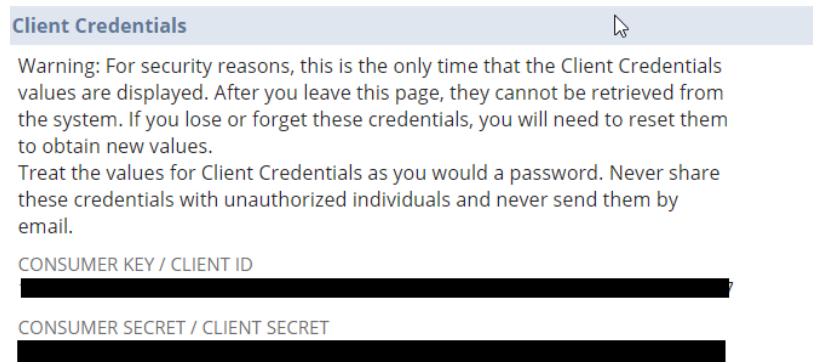 Client Credentials
Warning: For security reasons, this is the only time that the Client Credentials
values are displayed. After you leave this page, they cannot be retrieved from
the system. If you lose or forget these credentials, you will need to reset them
to obtain new values.
Treat the values for Client Credentials as you would a password. Never share
these credentials with unauthorized individuals and never send them by
email.
CONSUMER KEY / CLIENT ID
CONSUMER SECRET / CLIENT SECRET